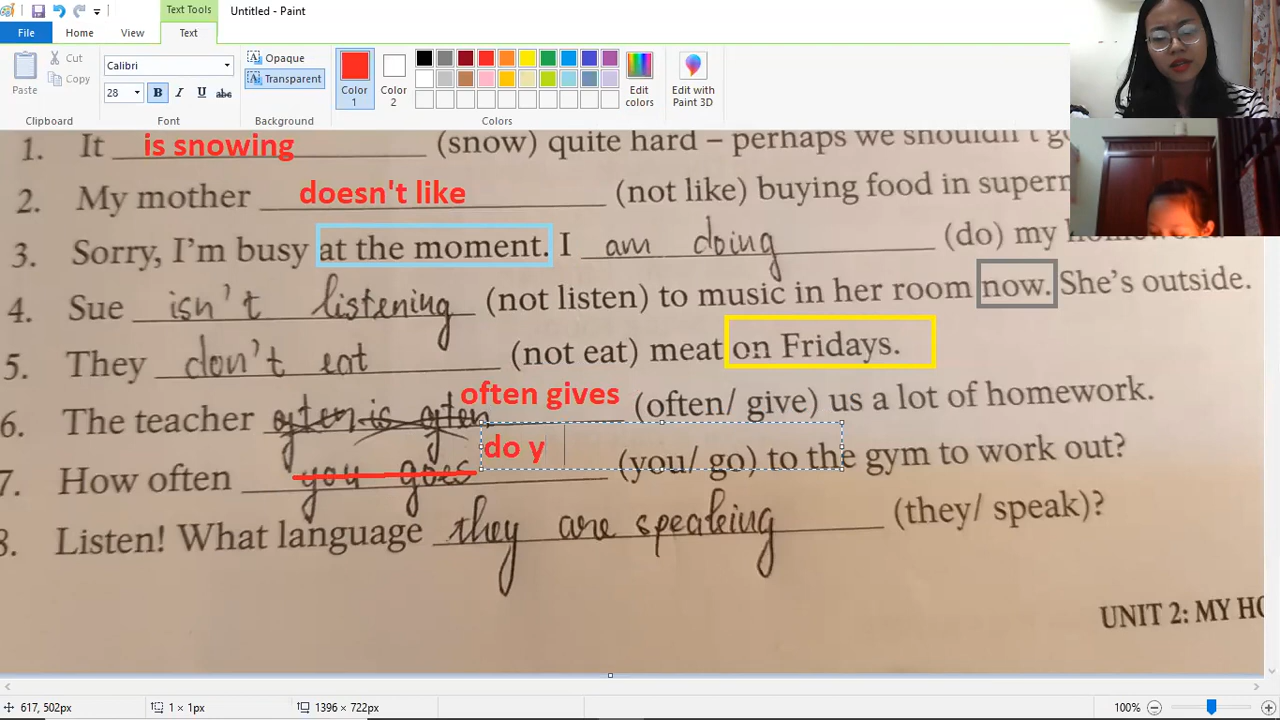 Text Tools
Untitled - Paint
File
Home
View
Text
Cut
Copy
Paste
Clipboard
Calibri
28
B I U abc
Font
Opaque
Transparent
Background
Color 1
Color 2
Edit colors
Edit with Paint 3D
Colors
1. It is snowing (snow) quite hard – perhaps we shouldn't
2. My mother doesn't like (not like) buying food in
3. Sorry, I'm busy at the moment. I am doing (do) my homework
4. Sue isn't listening (not listen) to music in her room now. She's outside.
5. They don't eat (not eat) meat on Fridays.
6. The teacher often is often often gives (often/ give) us a lot of homework.
7. How often you goes do y (you/ go) to the gym to work out?
8. Listen! What language they are speaking (they/ speak)?
UNIT 2: MY
617, 502px
1 × 1px
1396 × 722px
100%